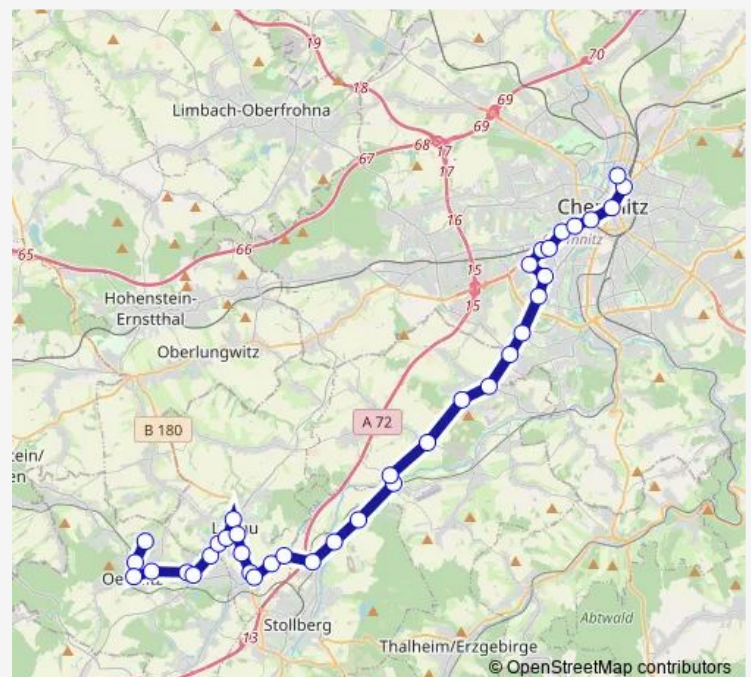 19
70
18
69
Limbach-Oberfrohna
69
68
17
67
17
16
Chemnitz
66
65
15
15
Hohenstein-
Ernstthal
Oberlungwitz
A 72
B 180
Stollberg
13
Abtwald
Thalheim/Erzgebirge
© OpenStreetMap contributors